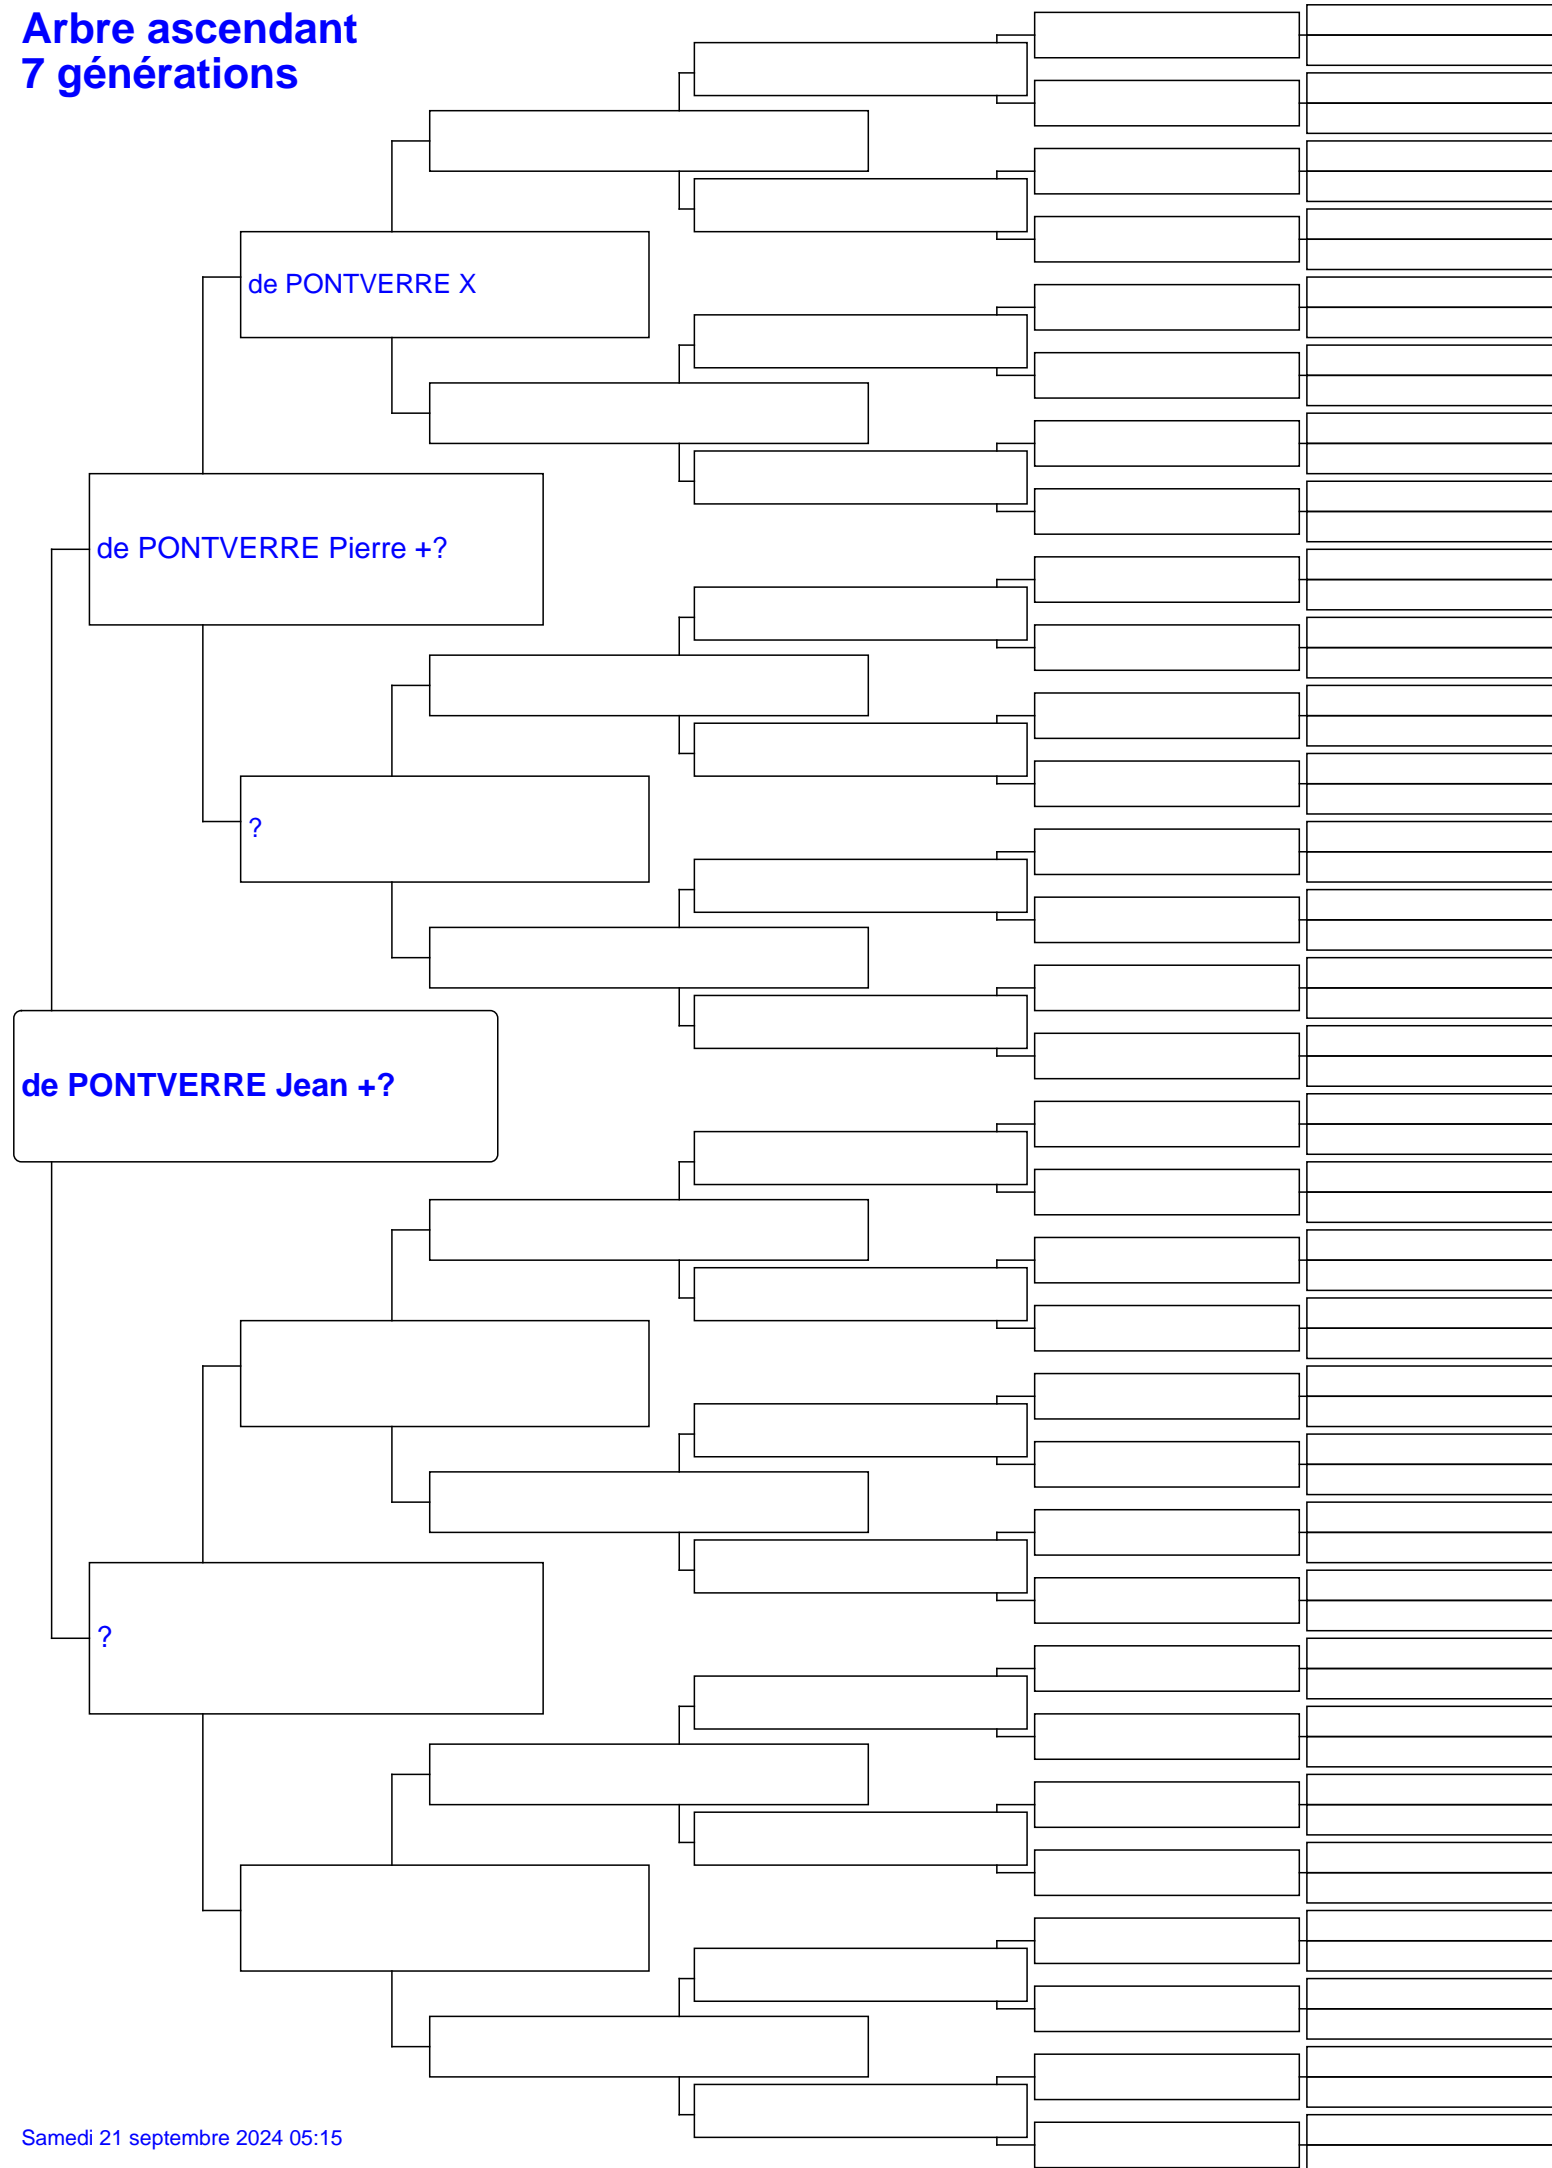 Arbre ascendant
7 générations
de PONTVERRE X
de PONTVERRE Pierre +?
?
de PONTVERRE Jean +?
?
Samedi 21 septembre 2024 05:15